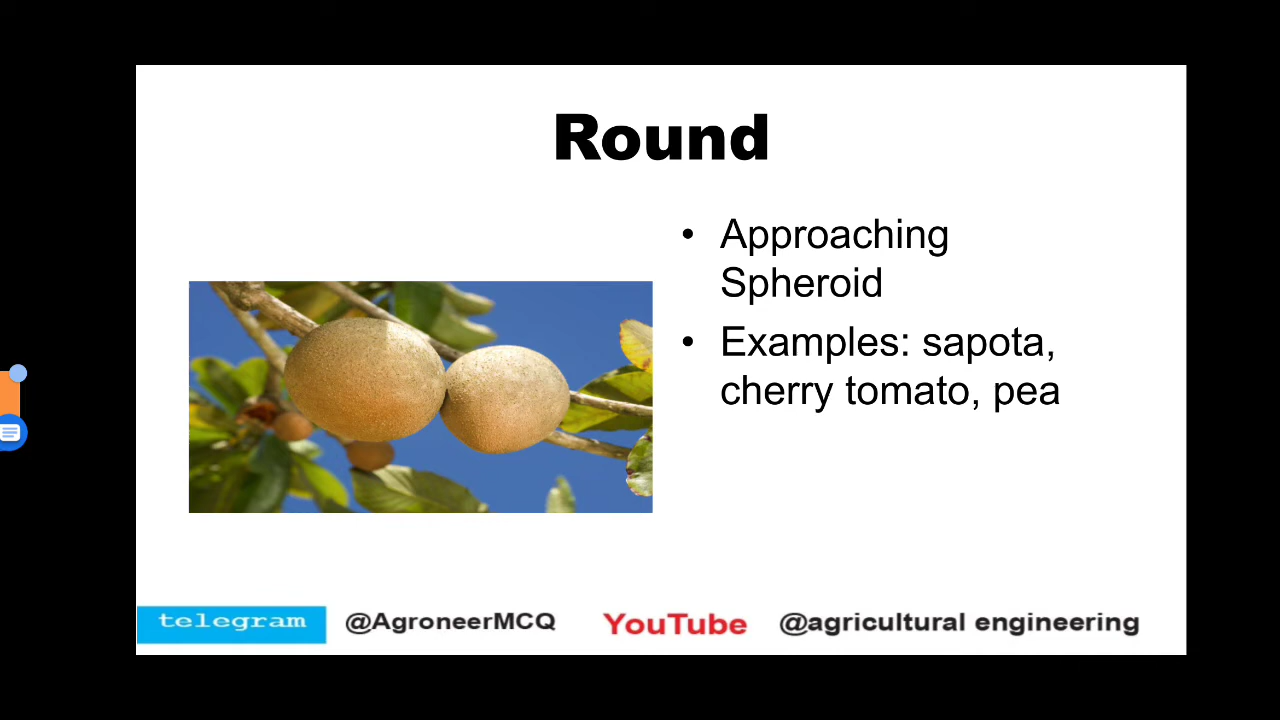 Round
• Approaching
Spheroid
• Examples: sapota,
cherry tomato, pea
telegram @AgroneerMCQ YouTube @agricultural engineering